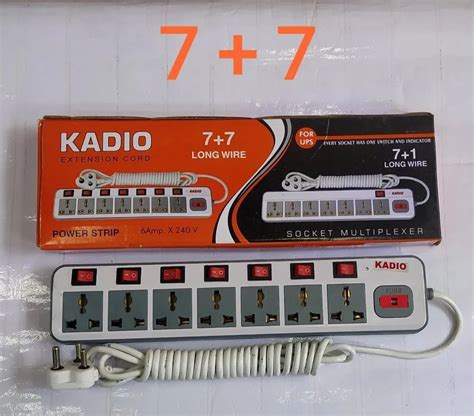 7 + 7
KADIO
EXTENSION CORD
7+7
LONG WIRE
POWER STRIP
6Amp. X 240 V
FOR
UPS
EVERY SOCKET HAS ONE SWITCH AND INDICATOR
7+1
LONG WIRE
SOCKET MULTIPLEXER
KADIO
FUSE